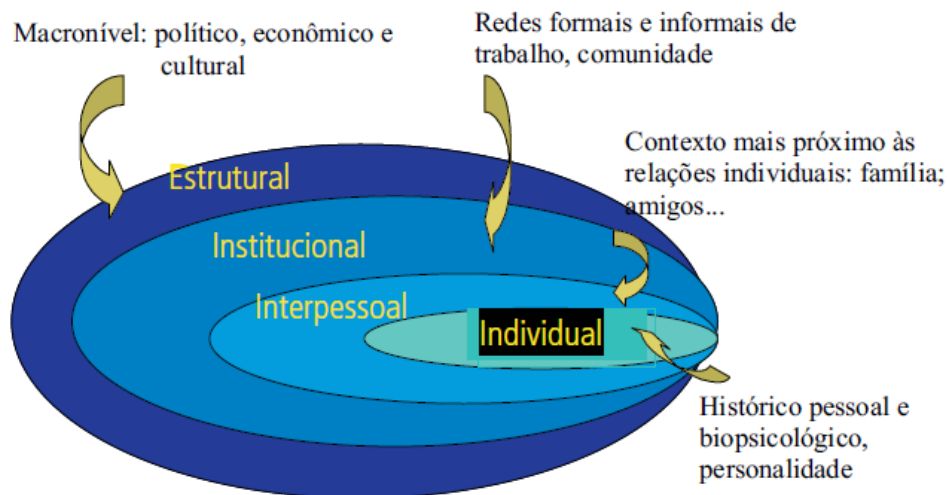 Macronível: político, econômico e
cultural
Redes formais e informais de
trabalho, comunidade
Contexto mais próximo às
relações individuais: família;
amigos...
Estrutural
Institucional
Interpessoal
Individual
Histórico pessoal e
biopsicológico,
personalidade